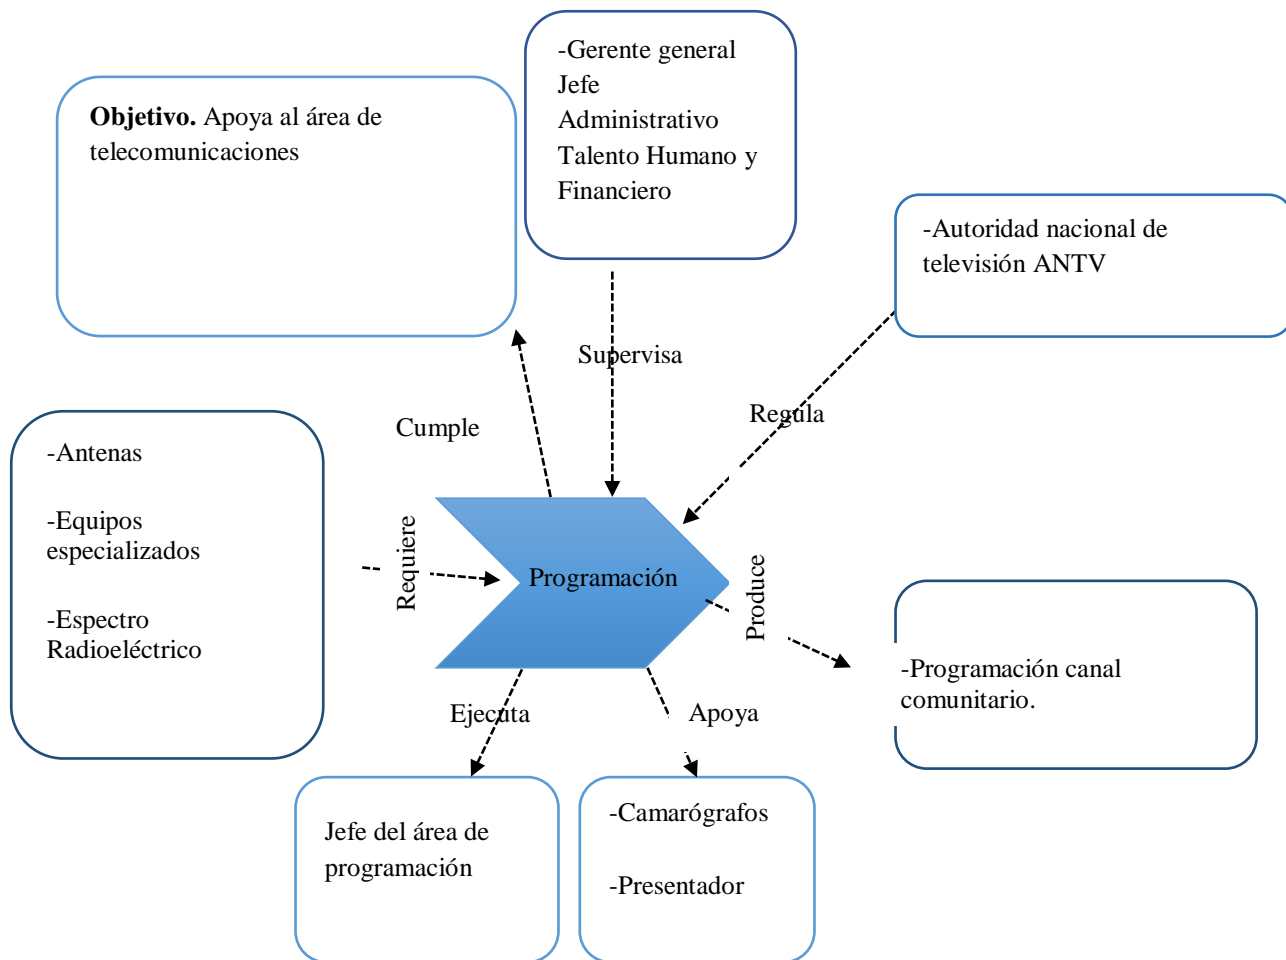 -Gerente general
Jefe
Administrativo
Talento Humano y
Financiero
Objetivo. Apoya al área de
telecomunicaciones
-Autoridad nacional de
televisión ANTV
Supervisa
Regula
Cumple
-Antenas
-Equipos
especializados
-Espectro
Radioeléctrico
Requiere
Programación
Produce
-Programación canal
comunitario.
Ejecuta
Apoya
Jefe del área de
programación
-Camarógrafos
-Presentador